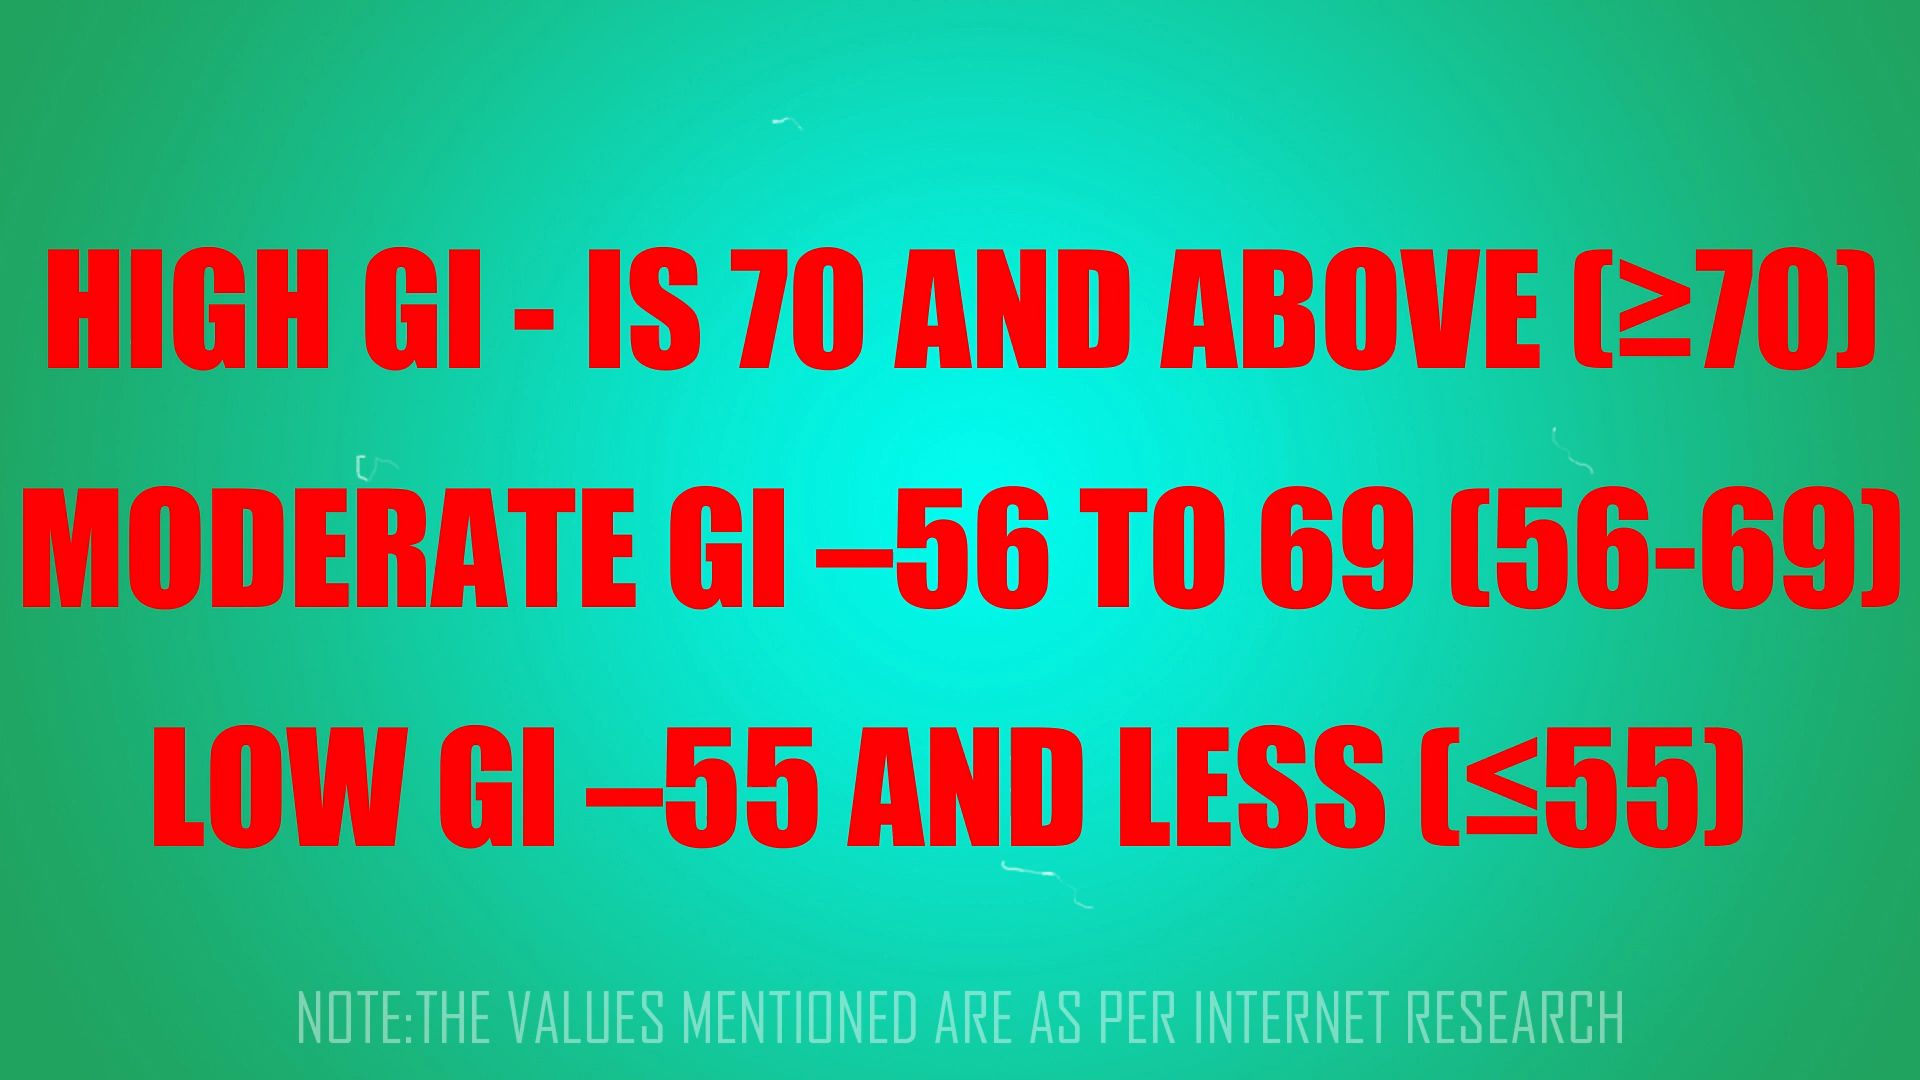 HIGH GI - IS 70 AND ABOVE (≥70)
MODERATE GI –56 TO 69 (56-69)
LOW GI –55 AND LESS (≤55)
NOTE:THE VALUES MENTIONED ARE AS PER INTERNET RESEARCH